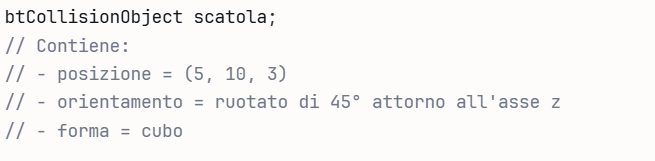 btCollisionObject scatola;
// Contiene:
// - posizione = (5, 10, 3)
// - orientamento = ruotato di 45° attorno all'asse z
// - forma = cubo